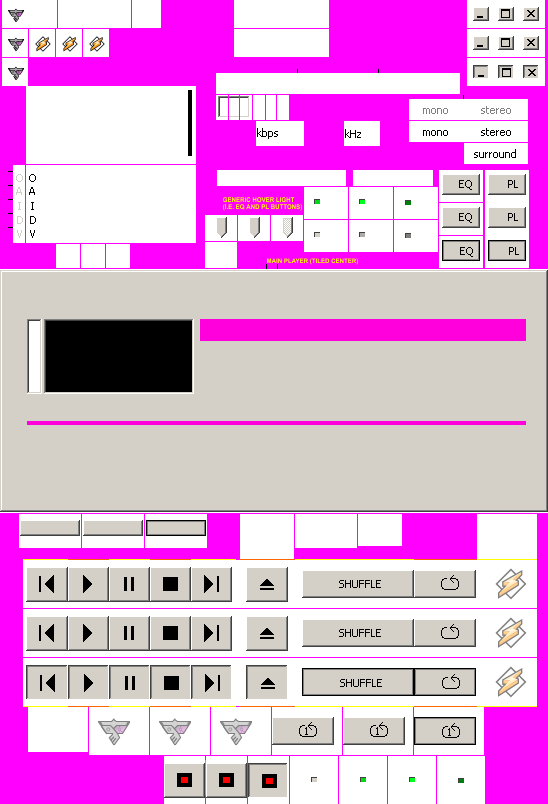 mono stereo
kbps kHz mono stereo
surround
O O
A A
I I
D D
V V
EQ PL
GENERIC HOVER LIGHT
(I.E. EQ AND PL BUTTONS)
EQ PL
EQ PL
MAIN PLAYER (TILED CENTER)
SHUFFLE
SHUFFLE
SHUFFLE
1 1 1